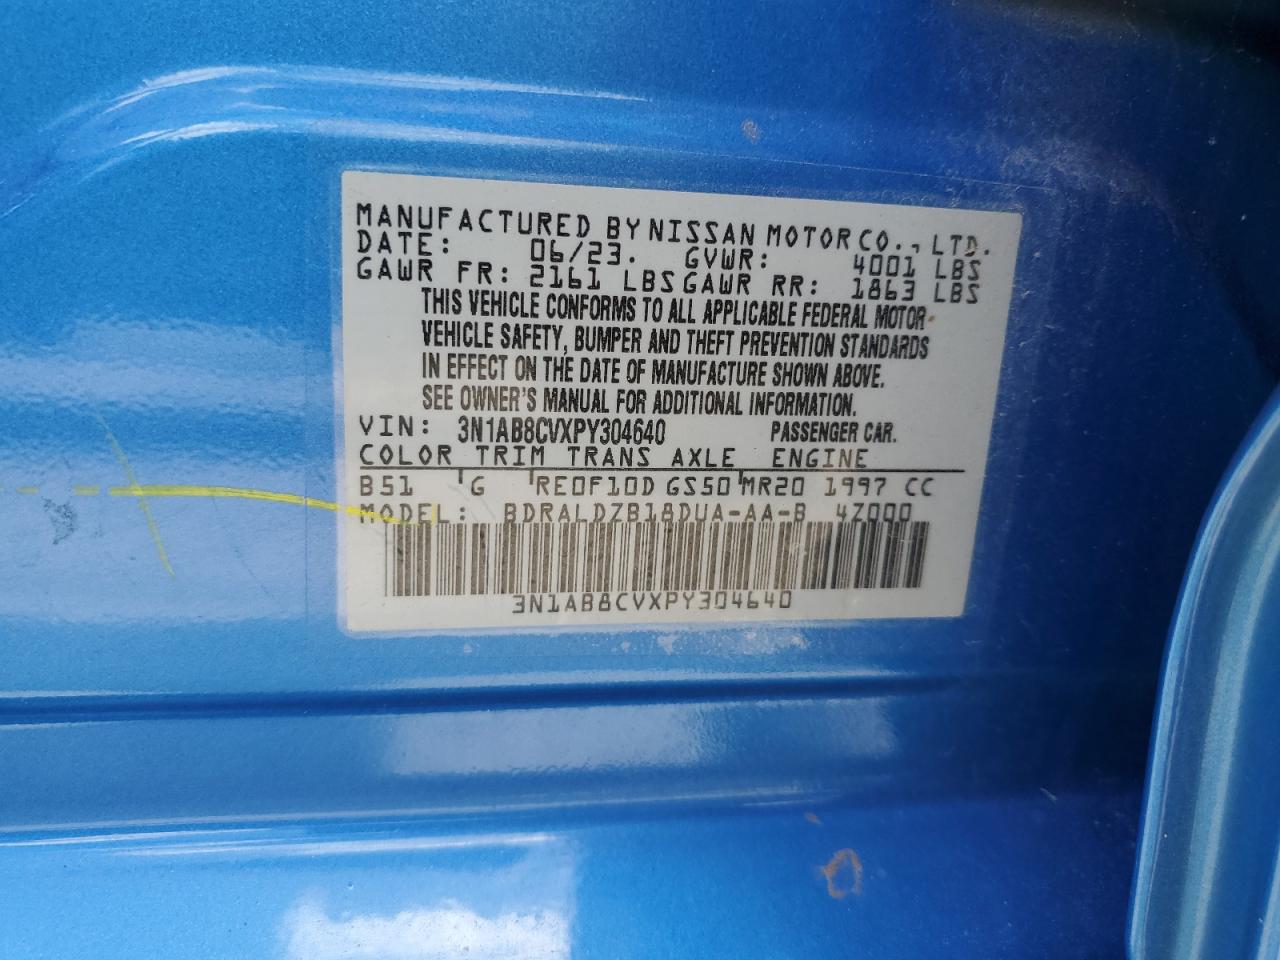 MANUFACTURED BY NISSAN MOTOR CO., LTD.
DATE: 06/23. GVWR: 4001 LBS
GAWR FR: 2161 LBS GAWR RR: 1863 LBS
THIS VEHICLE CONFORMS TO ALL APPLICABLE FEDERAL MOTOR
VEHICLE SAFETY, BUMPER AND THEFT PREVENTION STANDARDS
IN EFFECT ON THE DATE OF MANUFACTURE SHOWN ABOVE.
SEE OWNER'S MANUAL FOR ADDITIONAL INFORMATION.
VIN: 3N1AB8CVXPY304640 PASSENGER CAR.
COLOR TRIM TRANS AXLE ENGINE
B51 G RE0F10D GS50 MR20 1997 CC
MODEL: BDRALDZB18DUA-AA-B 4Z000
3N1AB8CVXPY304640